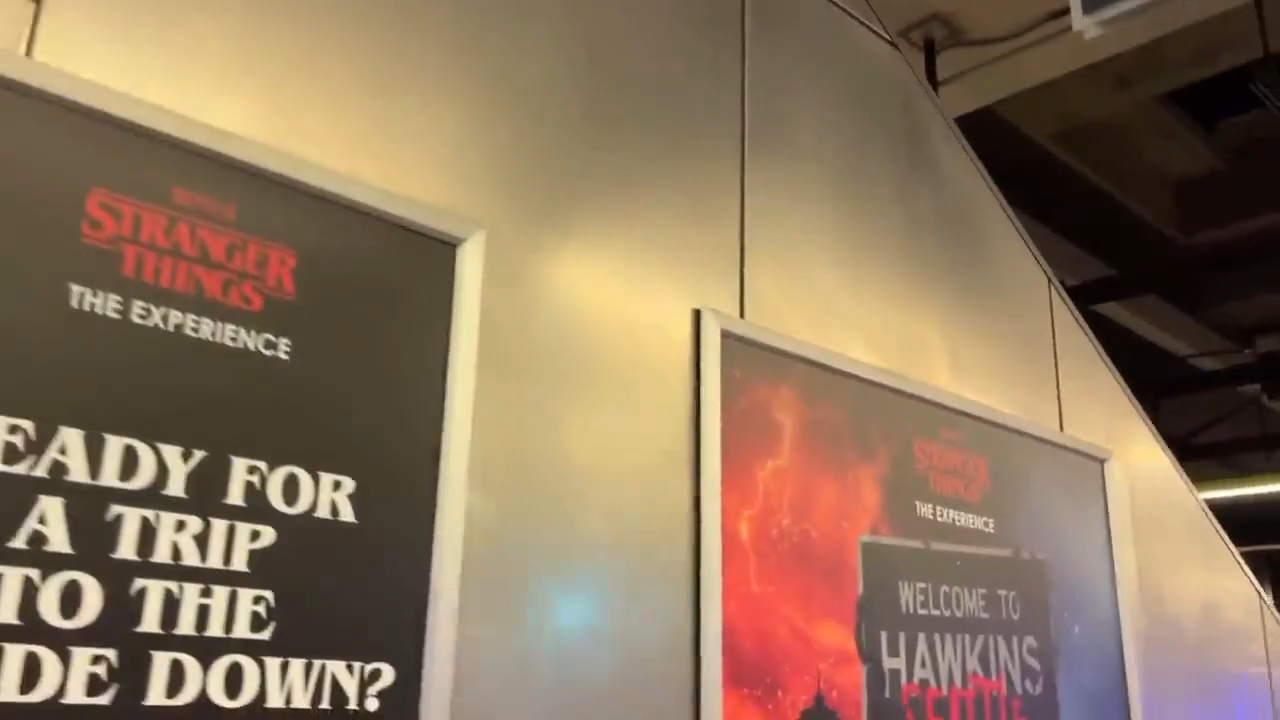 STRANGER
THINGS
THE EXPERIENCE
EADY FOR
A TRIP
TO THE
DE DOWN?
STRANGER
THINGS
THE EXPERIENCE
WELCOME TO
HAWKINS